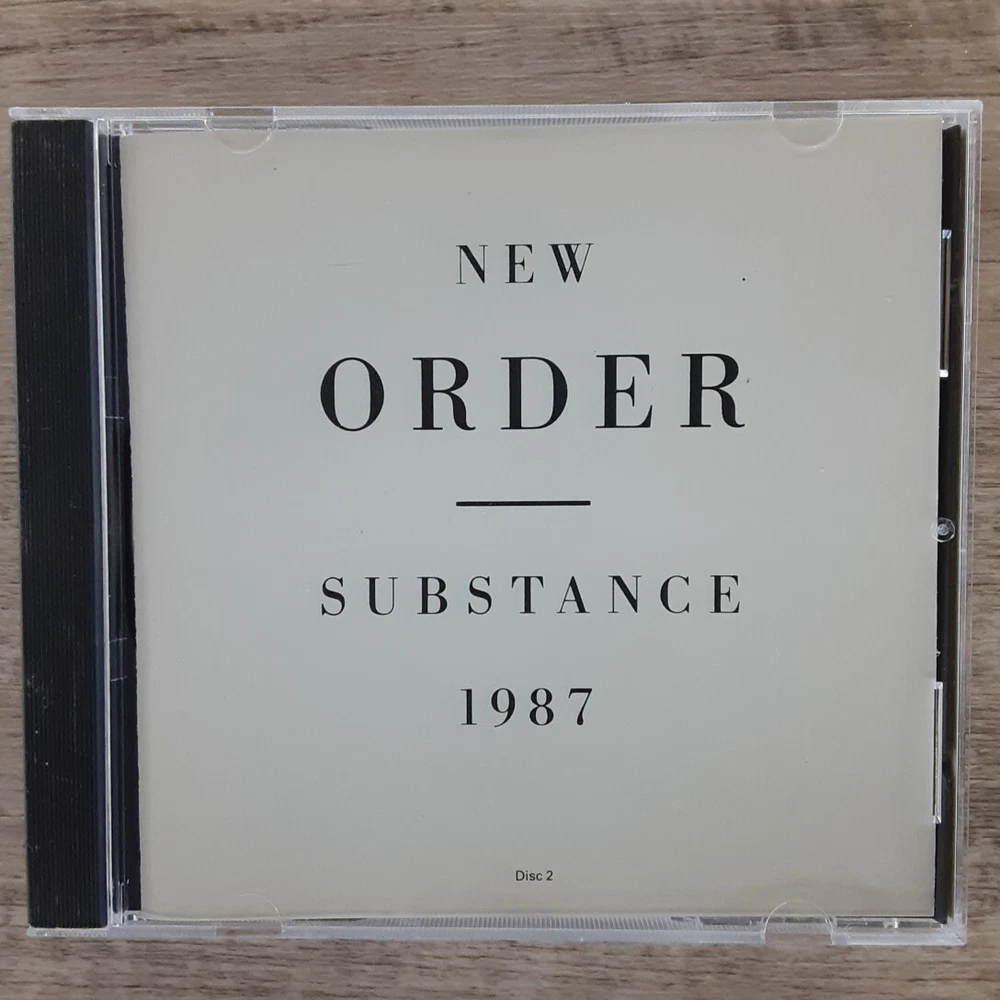 NEW
ORDER
SUBSTANCE
1987
Disc 2